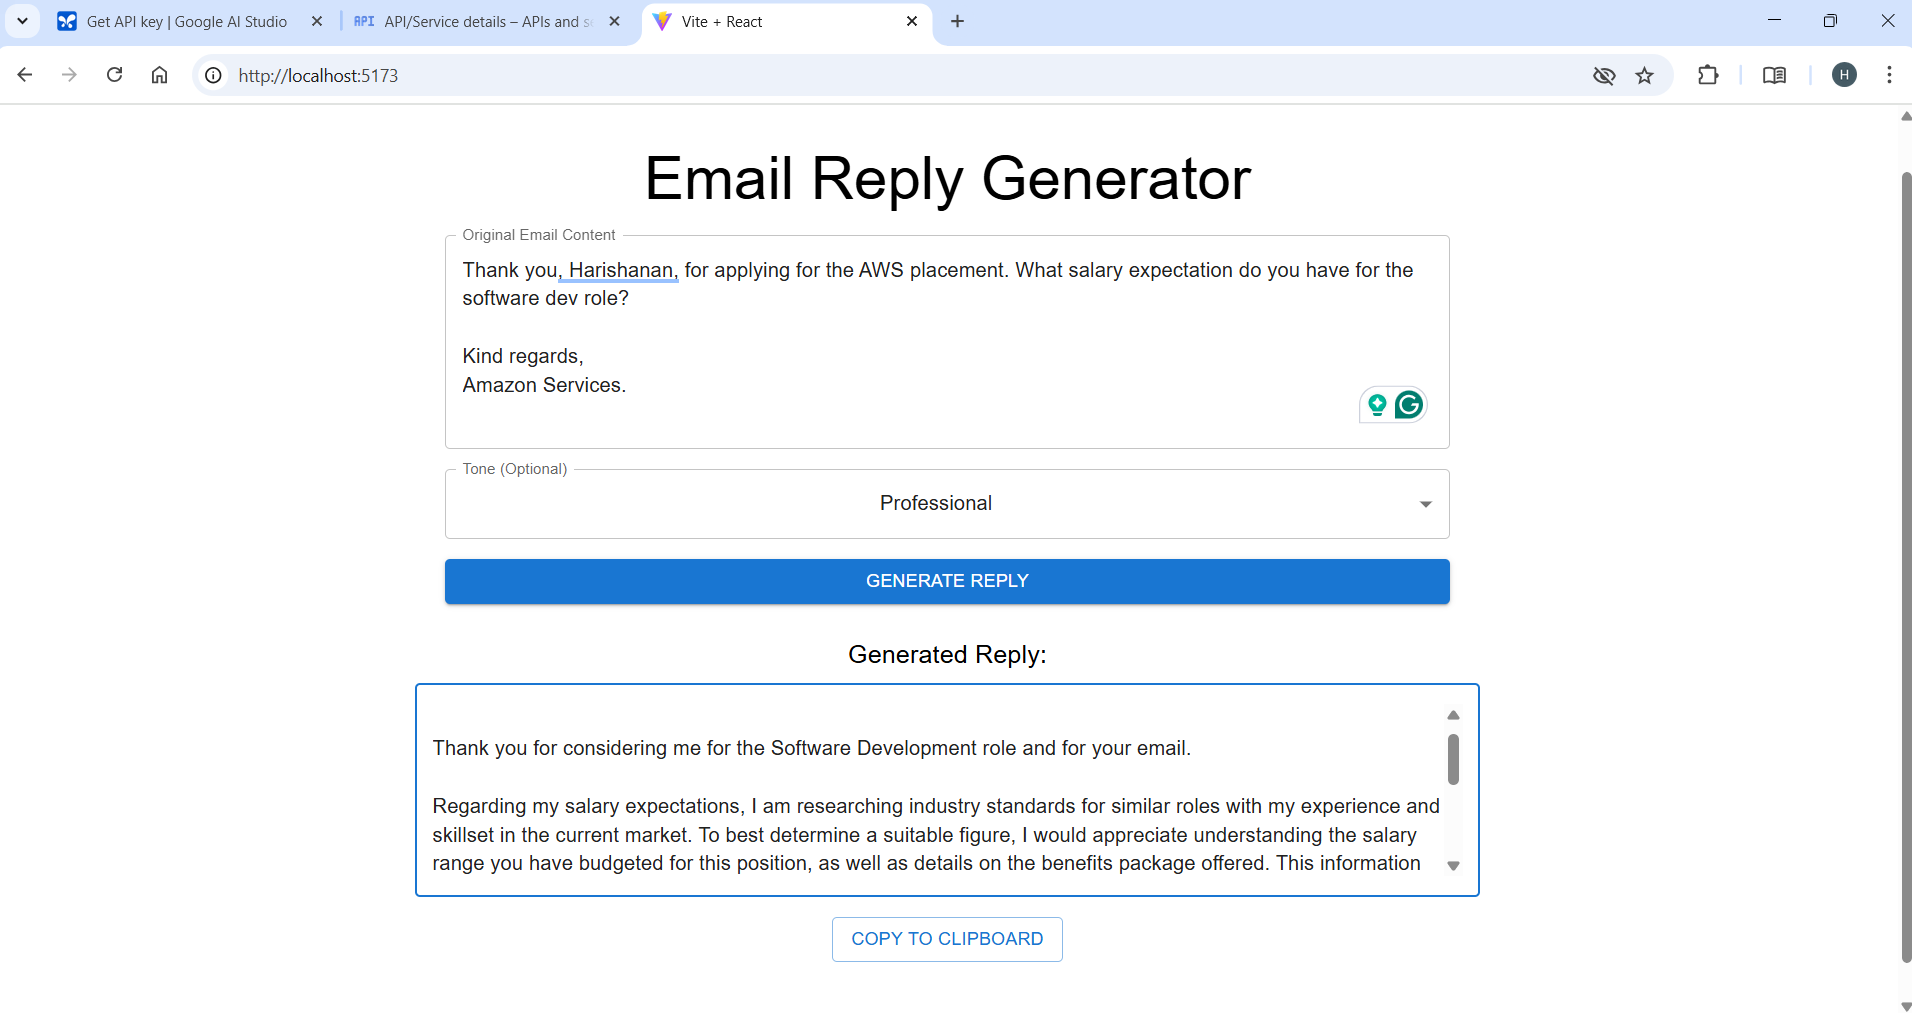 Get API key | Google AI Studio
API API/Service details – APIs and se
Vite + React
http://localhost:5173
H
Email Reply Generator
Original Email Content
Thank you, Harishanan, for applying for the AWS placement. What salary expectation do you have for the
software dev role?
Kind regards,
Amazon Services.
G
Tone (Optional)
Professional
GENERATE REPLY
Generated Reply:
Thank you for considering me for the Software Development role and for your email.
Regarding my salary expectations, I am researching industry standards for similar roles with my experience and
skillset in the current market. To best determine a suitable figure, I would appreciate understanding the salary
range you have budgeted for this position, as well as details on the benefits package offered. This information
COPY TO CLIPBOARD